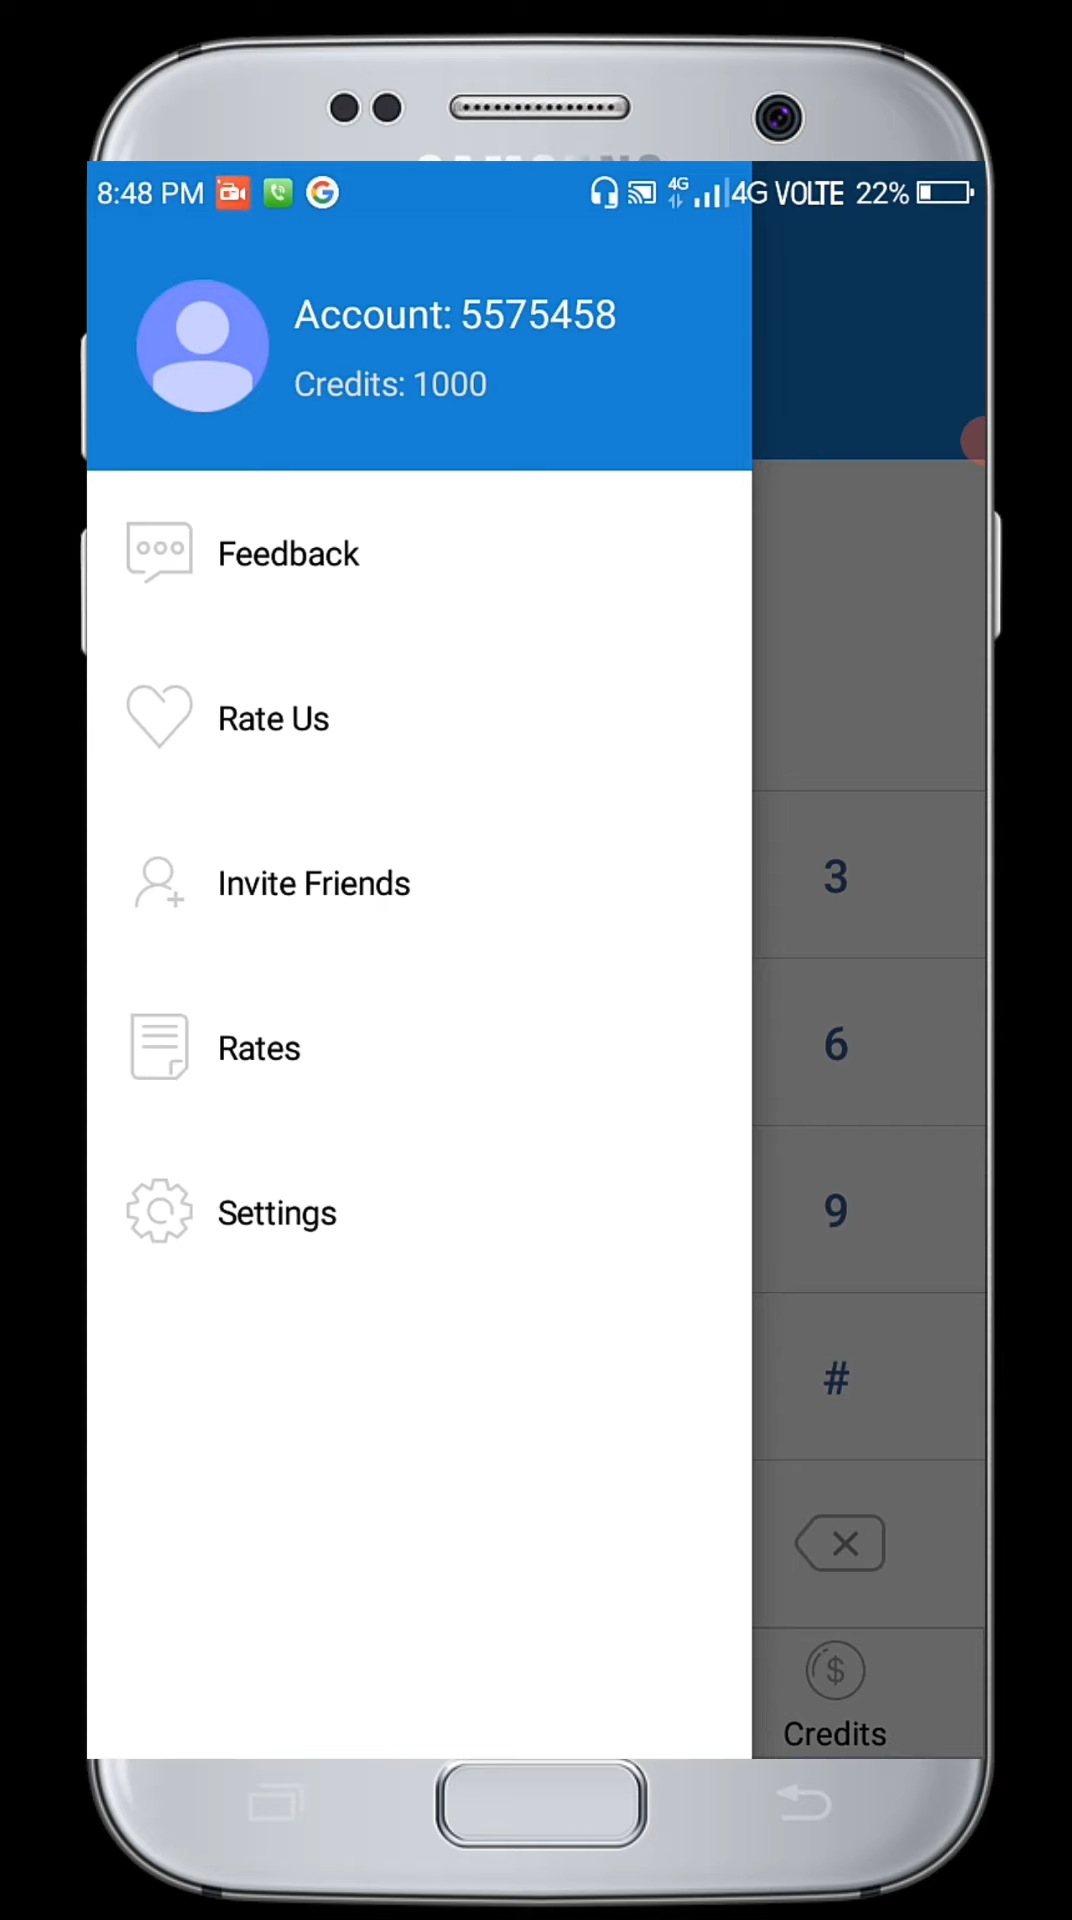 8:48 PM 4G 4G VOLTE 22%
Account: 5575458
Credits: 1000
Feedback
Rate Us
Invite Friends
3
Rates
6
Settings
9
#
$
Credits